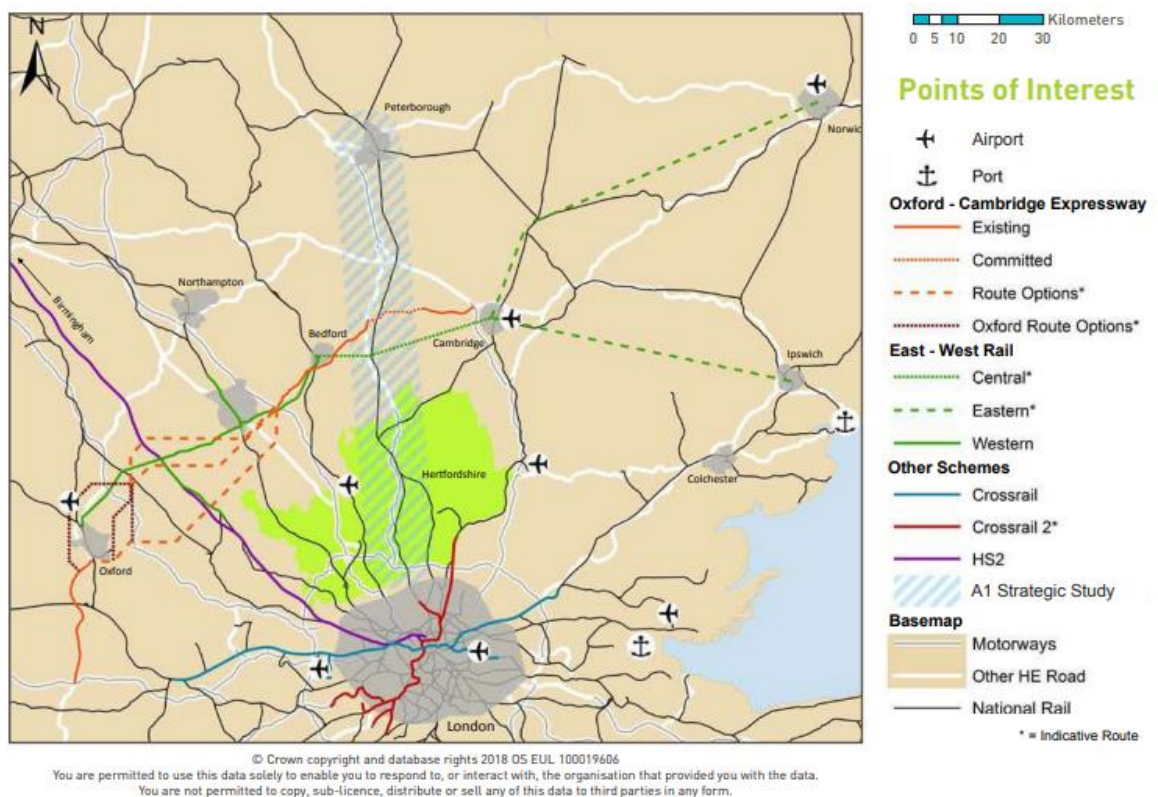 N
Peterborough
Norwic
Northampton
Birmingham
Bedford
Cambridge
Ipswich
Hertfordshire
Colchester
Oxford
London
Kilometers
0 5 10 20 30
Points of Interest
Airport
Port
Oxford - Cambridge Expressway
Existing
Committed
Route Options*
Oxford Route Options*
East - West Rail
Central*
Eastern*
Western
Other Schemes
Crossrail
Crossrail 2*
HS2
A1 Strategic Study
Basemap
Motorways
Other HE Road
National Rail
* = Indicative Route
© Crown copyright and database rights 2018 OS EUL 100019606
You are permitted to use this data solely to enable you to respond to, or interact with, the organisation that provided you with the data.
You are not permitted to copy, sub-licence, distribute or sell any of this data to third parties in any form.